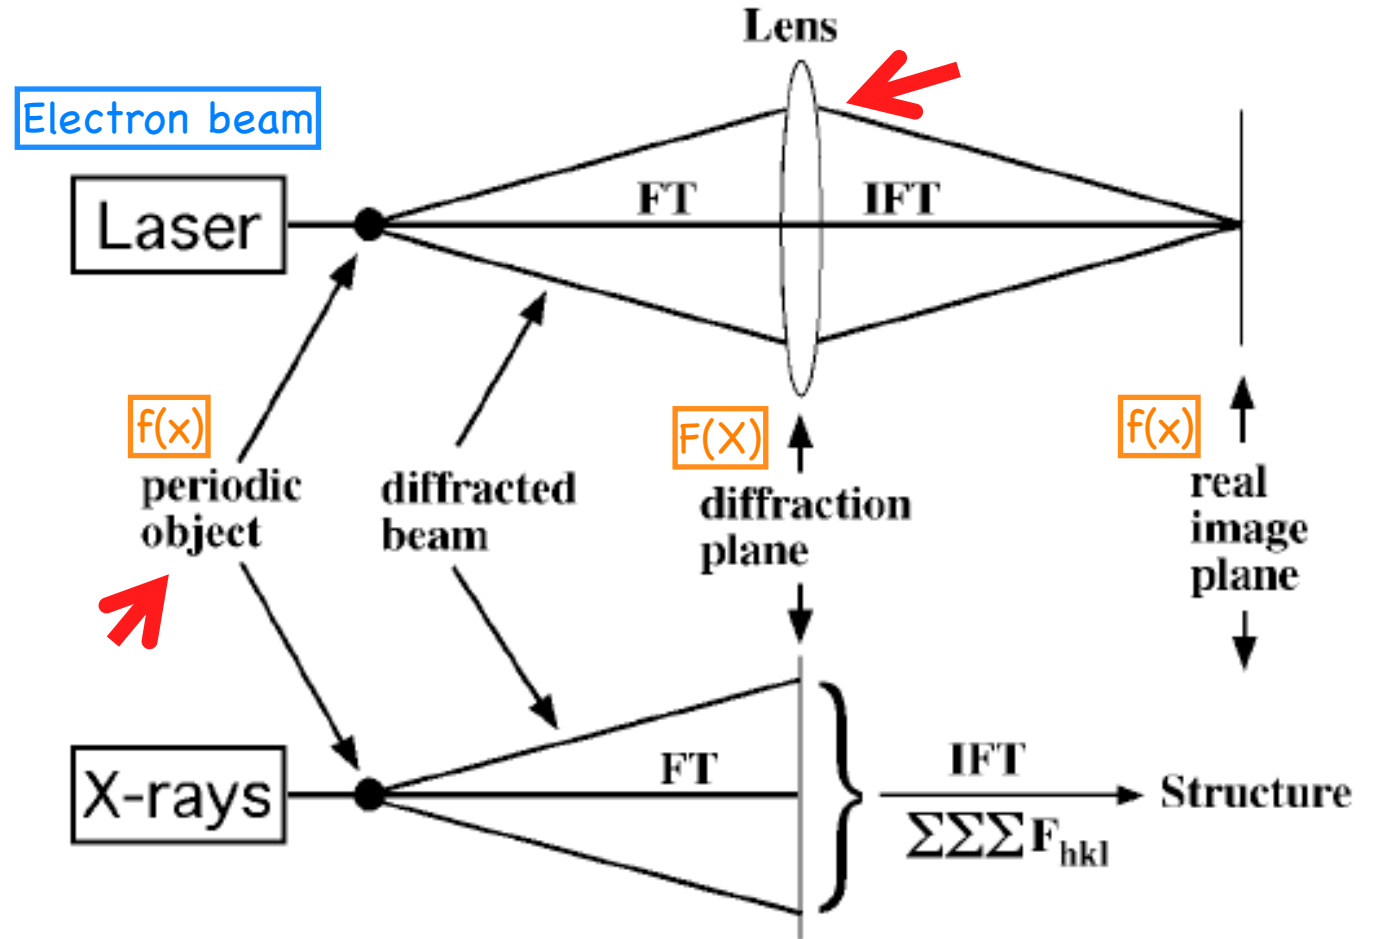 Lens
Electron beam
Laser
FT
IFT
f(x)
F(X)
f(x)
periodic
object
diffracted
beam
diffraction
plane
real
image
plane
X-rays
FT
IFT
ΣΣΣF_hkl
Structure